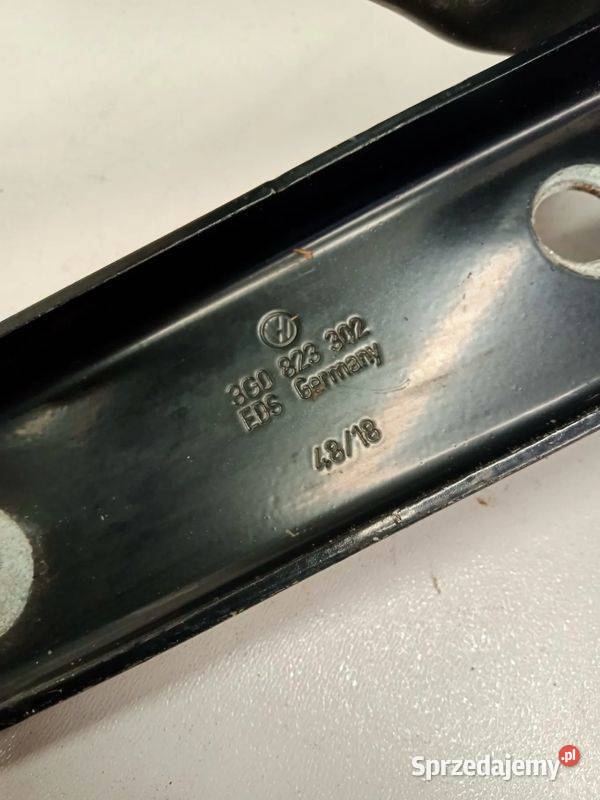 3G0 823 302
EDS Germany
48/18
Sprzedajemy.pl